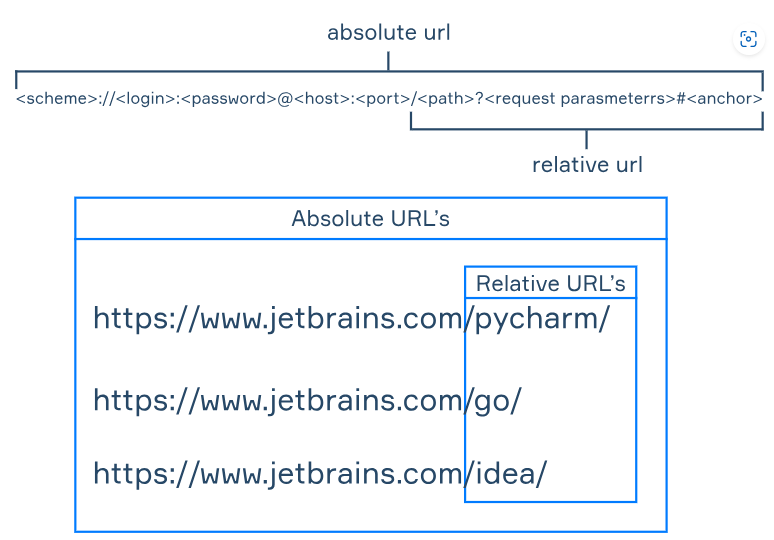 absolute url
<scheme>://<login>:<password>@<host>:<port>/<path>?<request parasmeterrs>#<anchor>
relative url
Absolute URL’s
Relative URL’s
https://www.jetbrains.com/pycharm/
https://www.jetbrains.com/go/
https://www.jetbrains.com/idea/